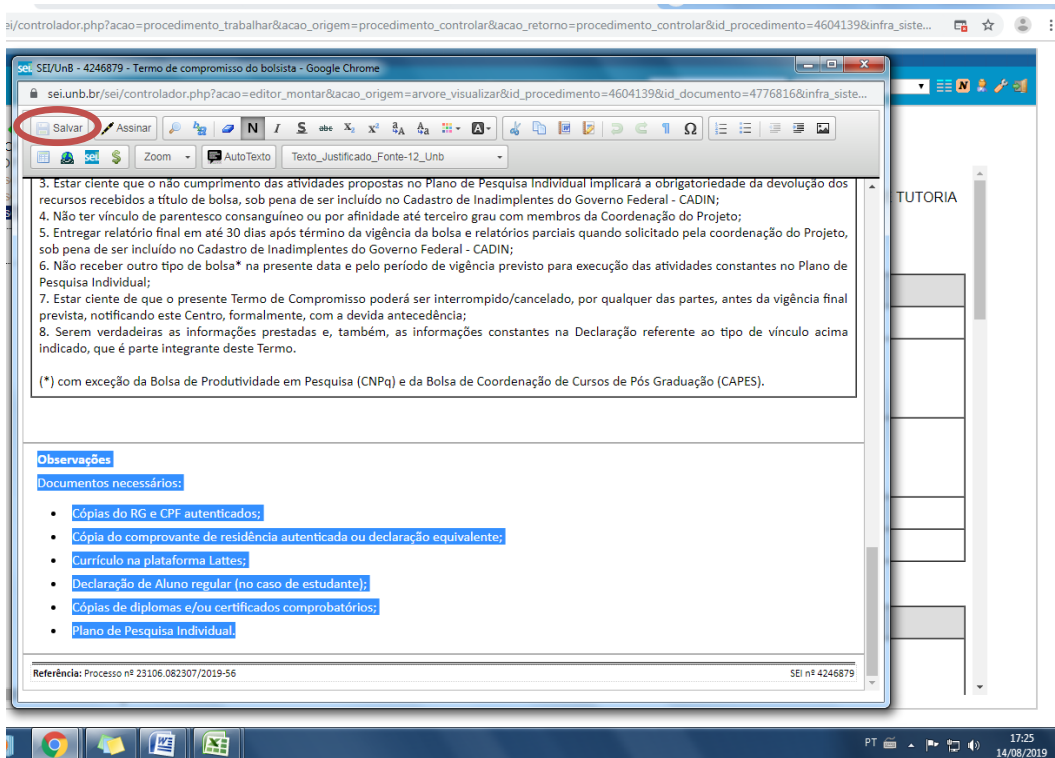 ei/controlador.php?acao=procedimento_trabalhar&acao_origem=procedimento_controlar&acao_retorno=procedimento_controlar&id_procedimento=4604139&infra_siste...
sei. SEI/UnB - 4246879 - Termo de compromisso do bolsista - Google Chrome
sei.unb.br/sei/controlador.php?acao=editor_montar&acao_origem=arvore_visualizar&id_procedimento=4604139&id_documento=4776816&infra_siste...
Salvar Assinar N I S abc X₂ X² Ω
sei $ Zoom AutoTexto Texto_Justificado_Fonte-12_Unb
TUTORIA
3. Estar ciente que o não cumprimento das atividades propostas no Plano de Pesquisa Individual implicará a obrigatoriedade da devolução dos
recursos recebidos a título de bolsa, sob pena de ser incluído no Cadastro de Inadimplentes do Governo Federal - CADIN;
4. Não ter vínculo de parentesco consanguíneo ou por afinidade até terceiro grau com membros da Coordenação do Projeto;
5. Entregar relatório final em até 30 dias após término da vigência da bolsa e relatórios parciais quando solicitado pela coordenação do Projeto,
sob pena de ser incluído no Cadastro de Inadimplentes do Governo Federal - CADIN;
6. Não receber outro tipo de bolsa* na presente data e pelo período de vigência previsto para execução das atividades constantes no Plano de
Pesquisa Individual;
7. Estar ciente de que o presente Termo de Compromisso poderá ser interrompido/cancelado, por qualquer das partes, antes da vigência final
prevista, notificando este Centro, formalmente, com a devida antecedência;
8. Serem verdadeiras as informações prestadas e, também, as informações constantes na Declaração referente ao tipo de vínculo acima
indicado, que é parte integrante deste Termo.
(*) com exceção da Bolsa de Produtividade em Pesquisa (CNPq) e da Bolsa de Coordenação de Cursos de Pós Graduação (CAPES).
Observações
Documentos necessários:
• Cópias do RG e CPF autenticados;
• Cópia do comprovante de residência autenticada ou declaração equivalente;
• Currículo na plataforma Lattes;
• Declaração de Aluno regular (no caso de estudante);
• Cópias de diplomas e/ou certificados comprobatórios;
• Plano de Pesquisa Individual.
Referência: Processo nº 23106.082307/2019-56 SEI nº 4246879
PT 17:25
14/08/2019